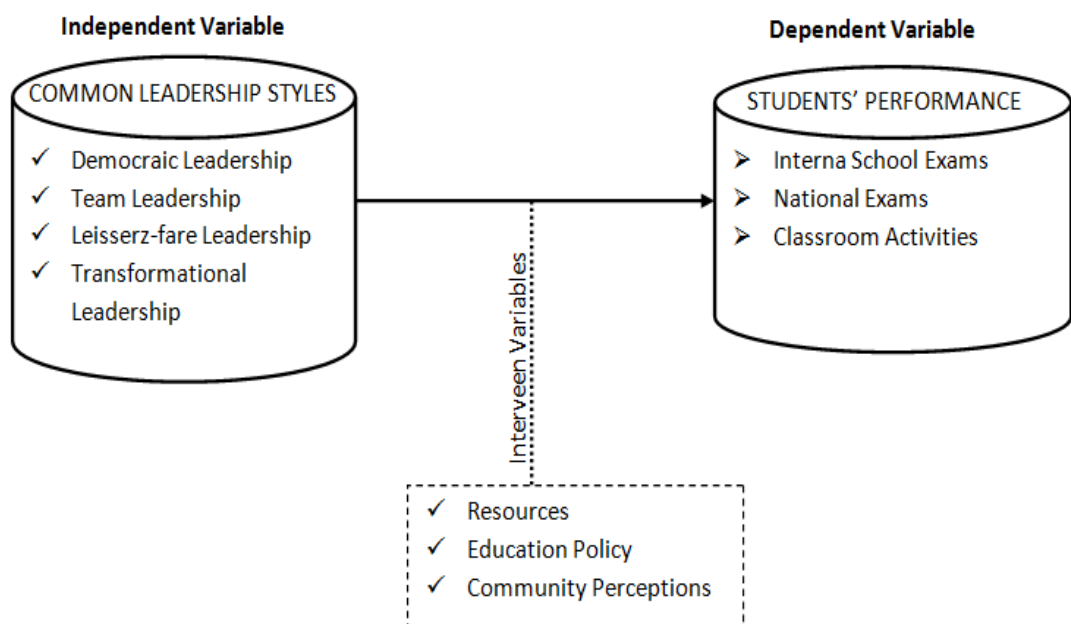 Independent Variable
COMMON LEADERSHIP STYLES
✓ Democraic Leadership
✓ Team Leadership
✓ Leisserz-fare Leadership
✓ Transformational
Leadership
Dependent Variable
STUDENTS' PERFORMANCE
➢ Interna School Exams
➢ National Exams
➢ Classroom Activities
Interveen Variables
✓ Resources
✓ Education Policy
✓ Community Perceptions